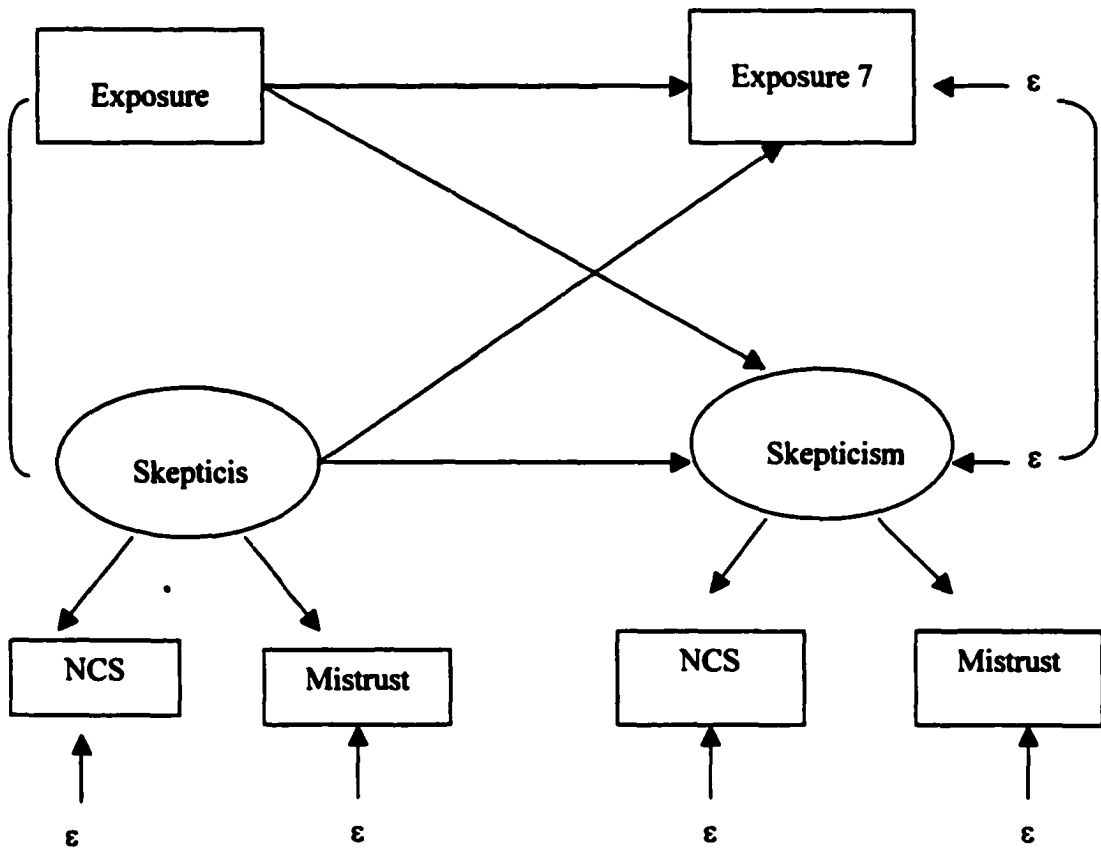 Exposure
Exposure 7
ε
Skepticis
Skepticism
ε
NCS
Mistrust
NCS
Mistrust
ε
ε
ε
ε